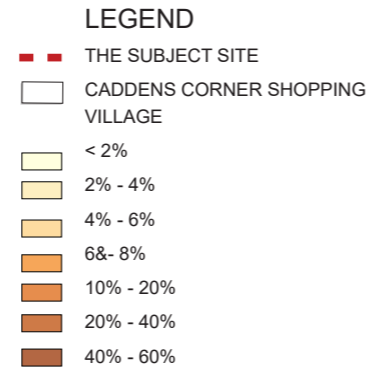 LEGEND
THE SUBJECT SITE
CADDENS CORNER SHOPPING
VILLAGE
< 2%
2% - 4%
4% - 6%
6&- 8%
10% - 20%
20% - 40%
40% - 60%